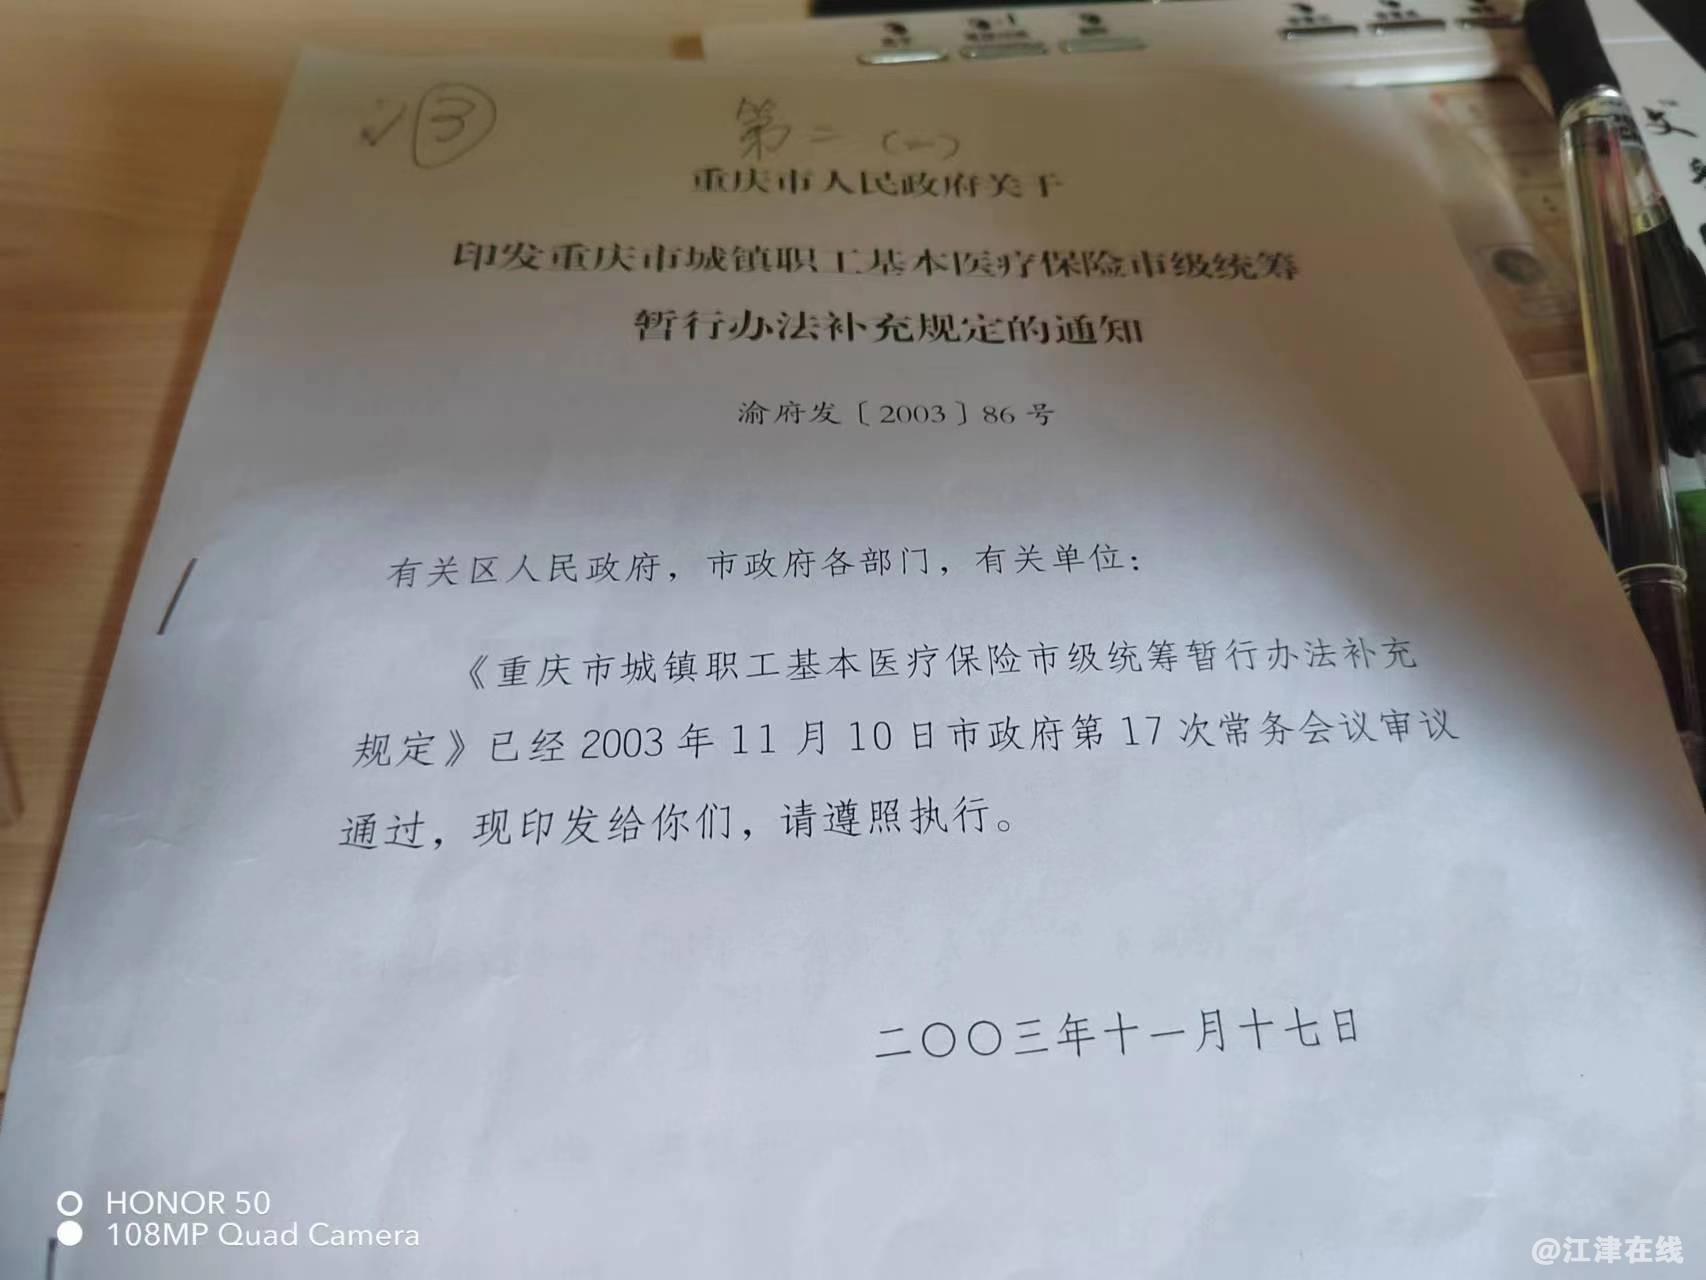 ✓③ 第二(一)
重庆市人民政府关于
印发重庆市城镇职工基本医疗保险市级统筹
暂行办法补充规定的通知
渝府发〔2003〕86号
有关区人民政府，市政府各部门，有关单位：
《重庆市城镇职工基本医疗保险市级统筹暂行办法补充
规定》已经2003年11月10日市政府第17次常务会议审议
通过，现印发给你们，请遵照执行。
二〇〇三年十一月十七日
HONOR 50
108MP Quad Camera
@江津在线